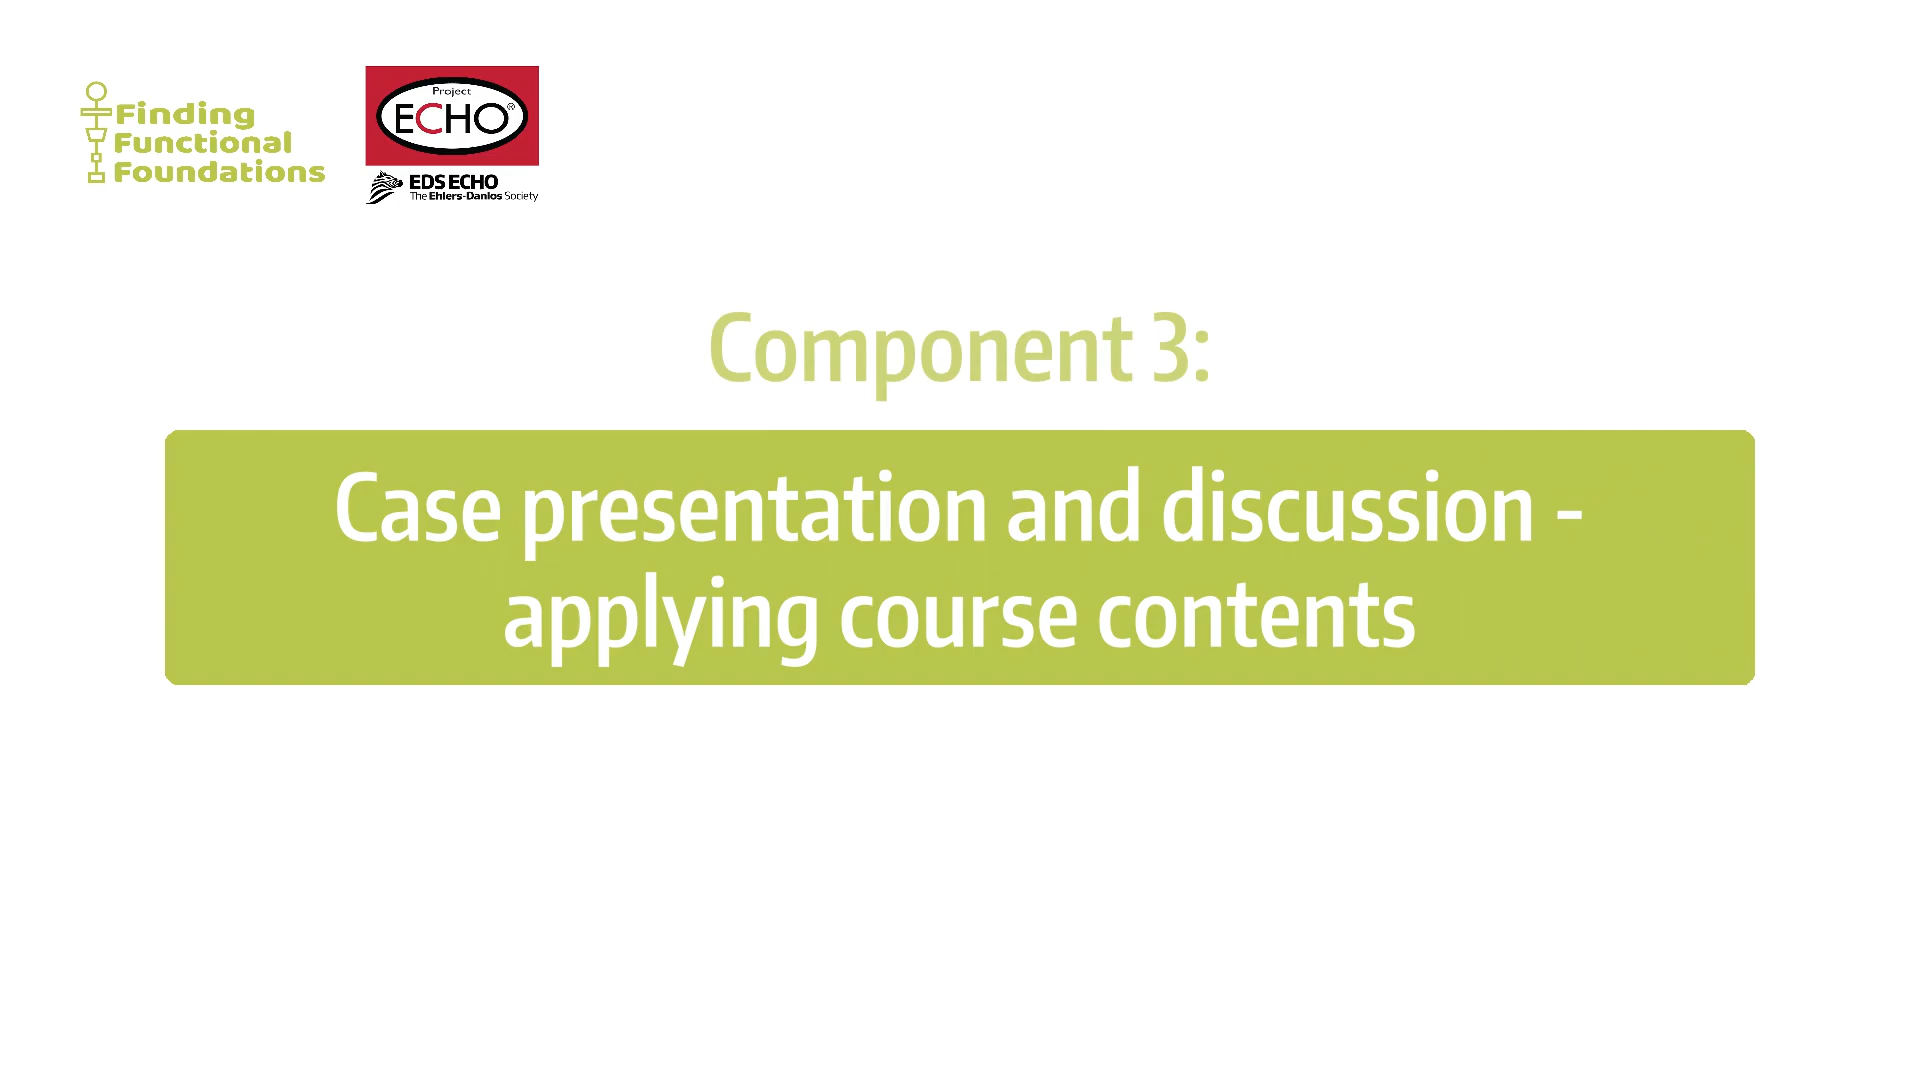 Finding
Functional
Foundations
Project
ECHO®
EDS ECHO
The Ehlers-Danlos Society
Component 3:
Case presentation and discussion -
applying course contents